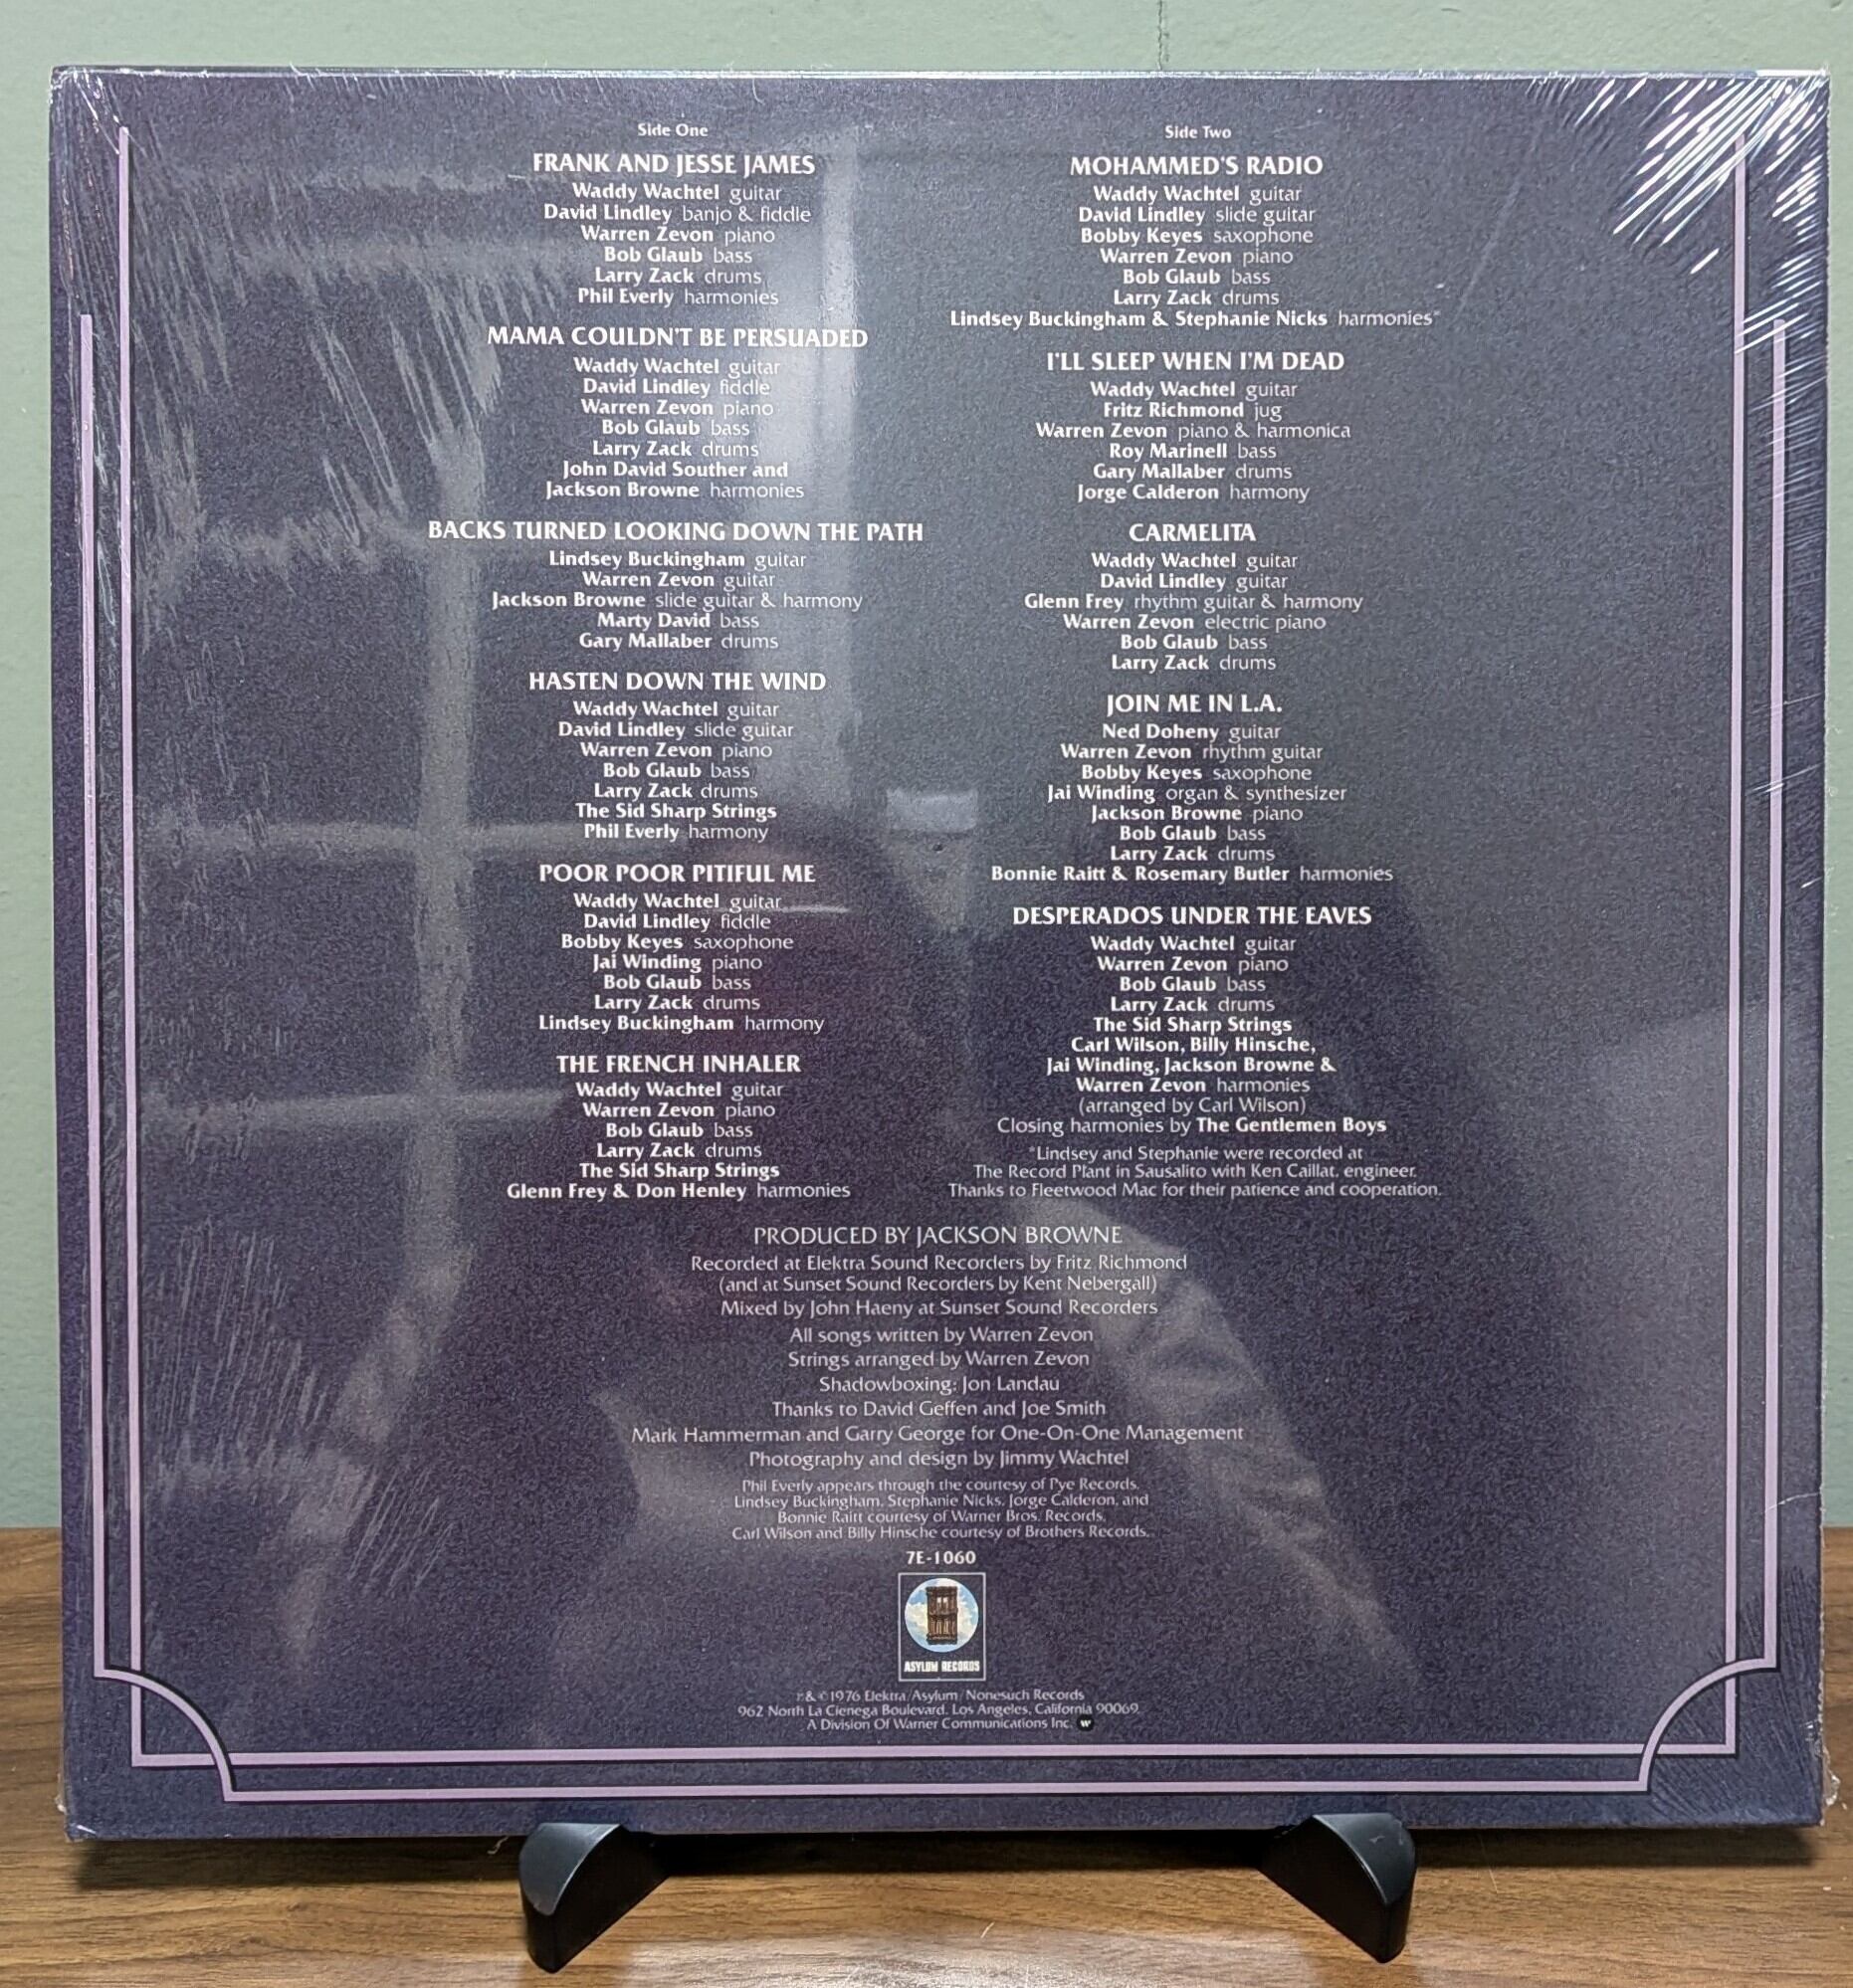 Side One
FRANK AND JESSE JAMES
Waddy Wachtel guitar
David Lindley banjo & fiddle
Warren Zevon piano
Bob Glaub bass
Larry Zack drums
Phil Everly harmonies
MAMA COULDN'T BE PERSUADED
Waddy Wachtel guitar
David Lindley fiddle
Warren Zevon piano
Bob Glaub bass
Larry Zack drums
John David Souther and
Jackson Browne harmonies
BACKS TURNED LOOKING DOWN THE PATH
Lindsey Buckingham guitar
Warren Zevon guitar
Jackson Browne slide guitar & harmony
Marty David bass
Gary Mallaber drums
HASTEN DOWN THE WIND
Waddy Wachtel guitar
David Lindley slide guitar
Warren Zevon piano
Bob Glaub bass
Larry Zack drums
The Sid Sharp Strings
Phil Everly harmony
POOR POOR PITIFUL ME
Waddy Wachtel guitar
David Lindley fiddle
Bobby Keyes saxophone
Jai Winding piano
Bob Glaub bass
Larry Zack drums
Lindsey Buckingham harmony
THE FRENCH INHALER
Waddy Wachtel guitar
Warren Zevon piano
Bob Glaub bass
Larry Zack drums
The Sid Sharp Strings
Glenn Frey & Don Henley harmonies
Side Two
MOHAMMED'S RADIO
Waddy Wachtel guitar
David Lindley slide guitar
Bobby Keyes saxophone
Warren Zevon piano
Bob Glaub bass
Larry Zack drums
Lindsey Buckingham & Stephanie Nicks harmonies*
I'LL SLEEP WHEN I'M DEAD
Waddy Wachtel guitar
Fritz Richmond jug
Warren Zevon piano & harmonica
Roy Marinell bass
Gary Mallaber drums
Jorge Calderon harmony
CARMELITA
Waddy Wachtel guitar
David Lindley guitar
Glenn Frey rhythm guitar & harmony
Warren Zevon electric piano
Bob Glaub bass
Larry Zack drums
JOIN ME IN L.A.
Ned Doheny guitar
Warren Zevon rhythm guitar
Bobby Keyes saxophone
Jai Winding organ & synthesizer
Jackson Browne piano
Bob Glaub bass
Larry Zack drums
Bonnie Raitt & Rosemary Butler harmonies
DESPERADOS UNDER THE EAVES
Waddy Wachtel guitar
Warren Zevon piano
Bob Glaub bass
Larry Zack drums
The Sid Sharp Strings
Carl Wilson, Billy Hinsche,
Jai Winding, Jackson Browne &
Warren Zevon harmonies
(arranged by Carl Wilson)
Closing harmonies by The Gentlemen Boys
*Lindsey and Stephanie were recorded at
The Record Plant in Sausalito with Ken Caillat, engineer.
Thanks to Fleetwood Mac for their patience and cooperation.
PRODUCED BY JACKSON BROWNE
Recorded at Elektra Sound Recorders by Fritz Richmond
(and at Sunset Sound Recorders by Kent Nebergall)
Mixed by John Haeny at Sunset Sound Recorders
All songs written by Warren Zevon
Strings arranged by Warren Zevon
Shadowboxing: Jon Landau
Thanks to David Geffen and Joe Smith
Mark Hammerman and Garry George for One-On-One Management
Photography and design by Jimmy Wachtel
Phil Everly appears through the courtesy of Pye Records.
Lindsey Buckingham, Stephanie Nicks, Jorge Calderon, and
Bonnie Raitt courtesy of Warner Bros. Records.
Carl Wilson and Billy Hinsche courtesy of Brothers Records.
7E-1060
ASYLUM RECORDS
℗ & © 1976 Elektra/Asylum/Nonesuch Records
962 North La Cienega Boulevard, Los Angeles, California 90069
A Division Of Warner Communications Inc. W